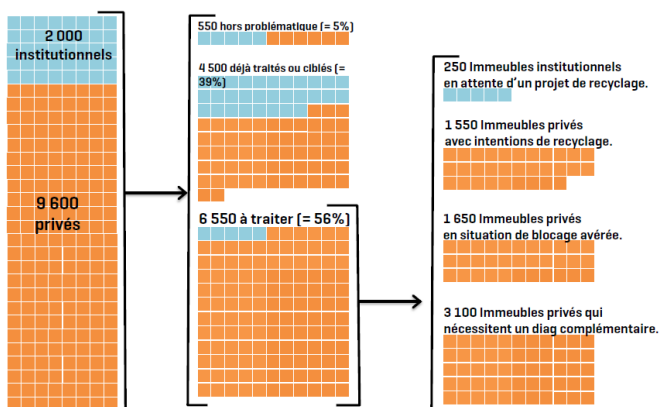 2 000
institutionnels
9 600
privés
550 hors problématique (= 5%)
4 500 déjà traités ou ciblés (=
39%)
6 550 à traiter (= 56%)
250 Immeubles institutionnels
en attente d'un projet de recyclage.
1 550 Immeubles privés
avec intentions de recyclage.
1 650 Immeubles privés
en situation de blocage avérée.
3 100 Immeubles privés qui
nécessitent un diag complémentaire.